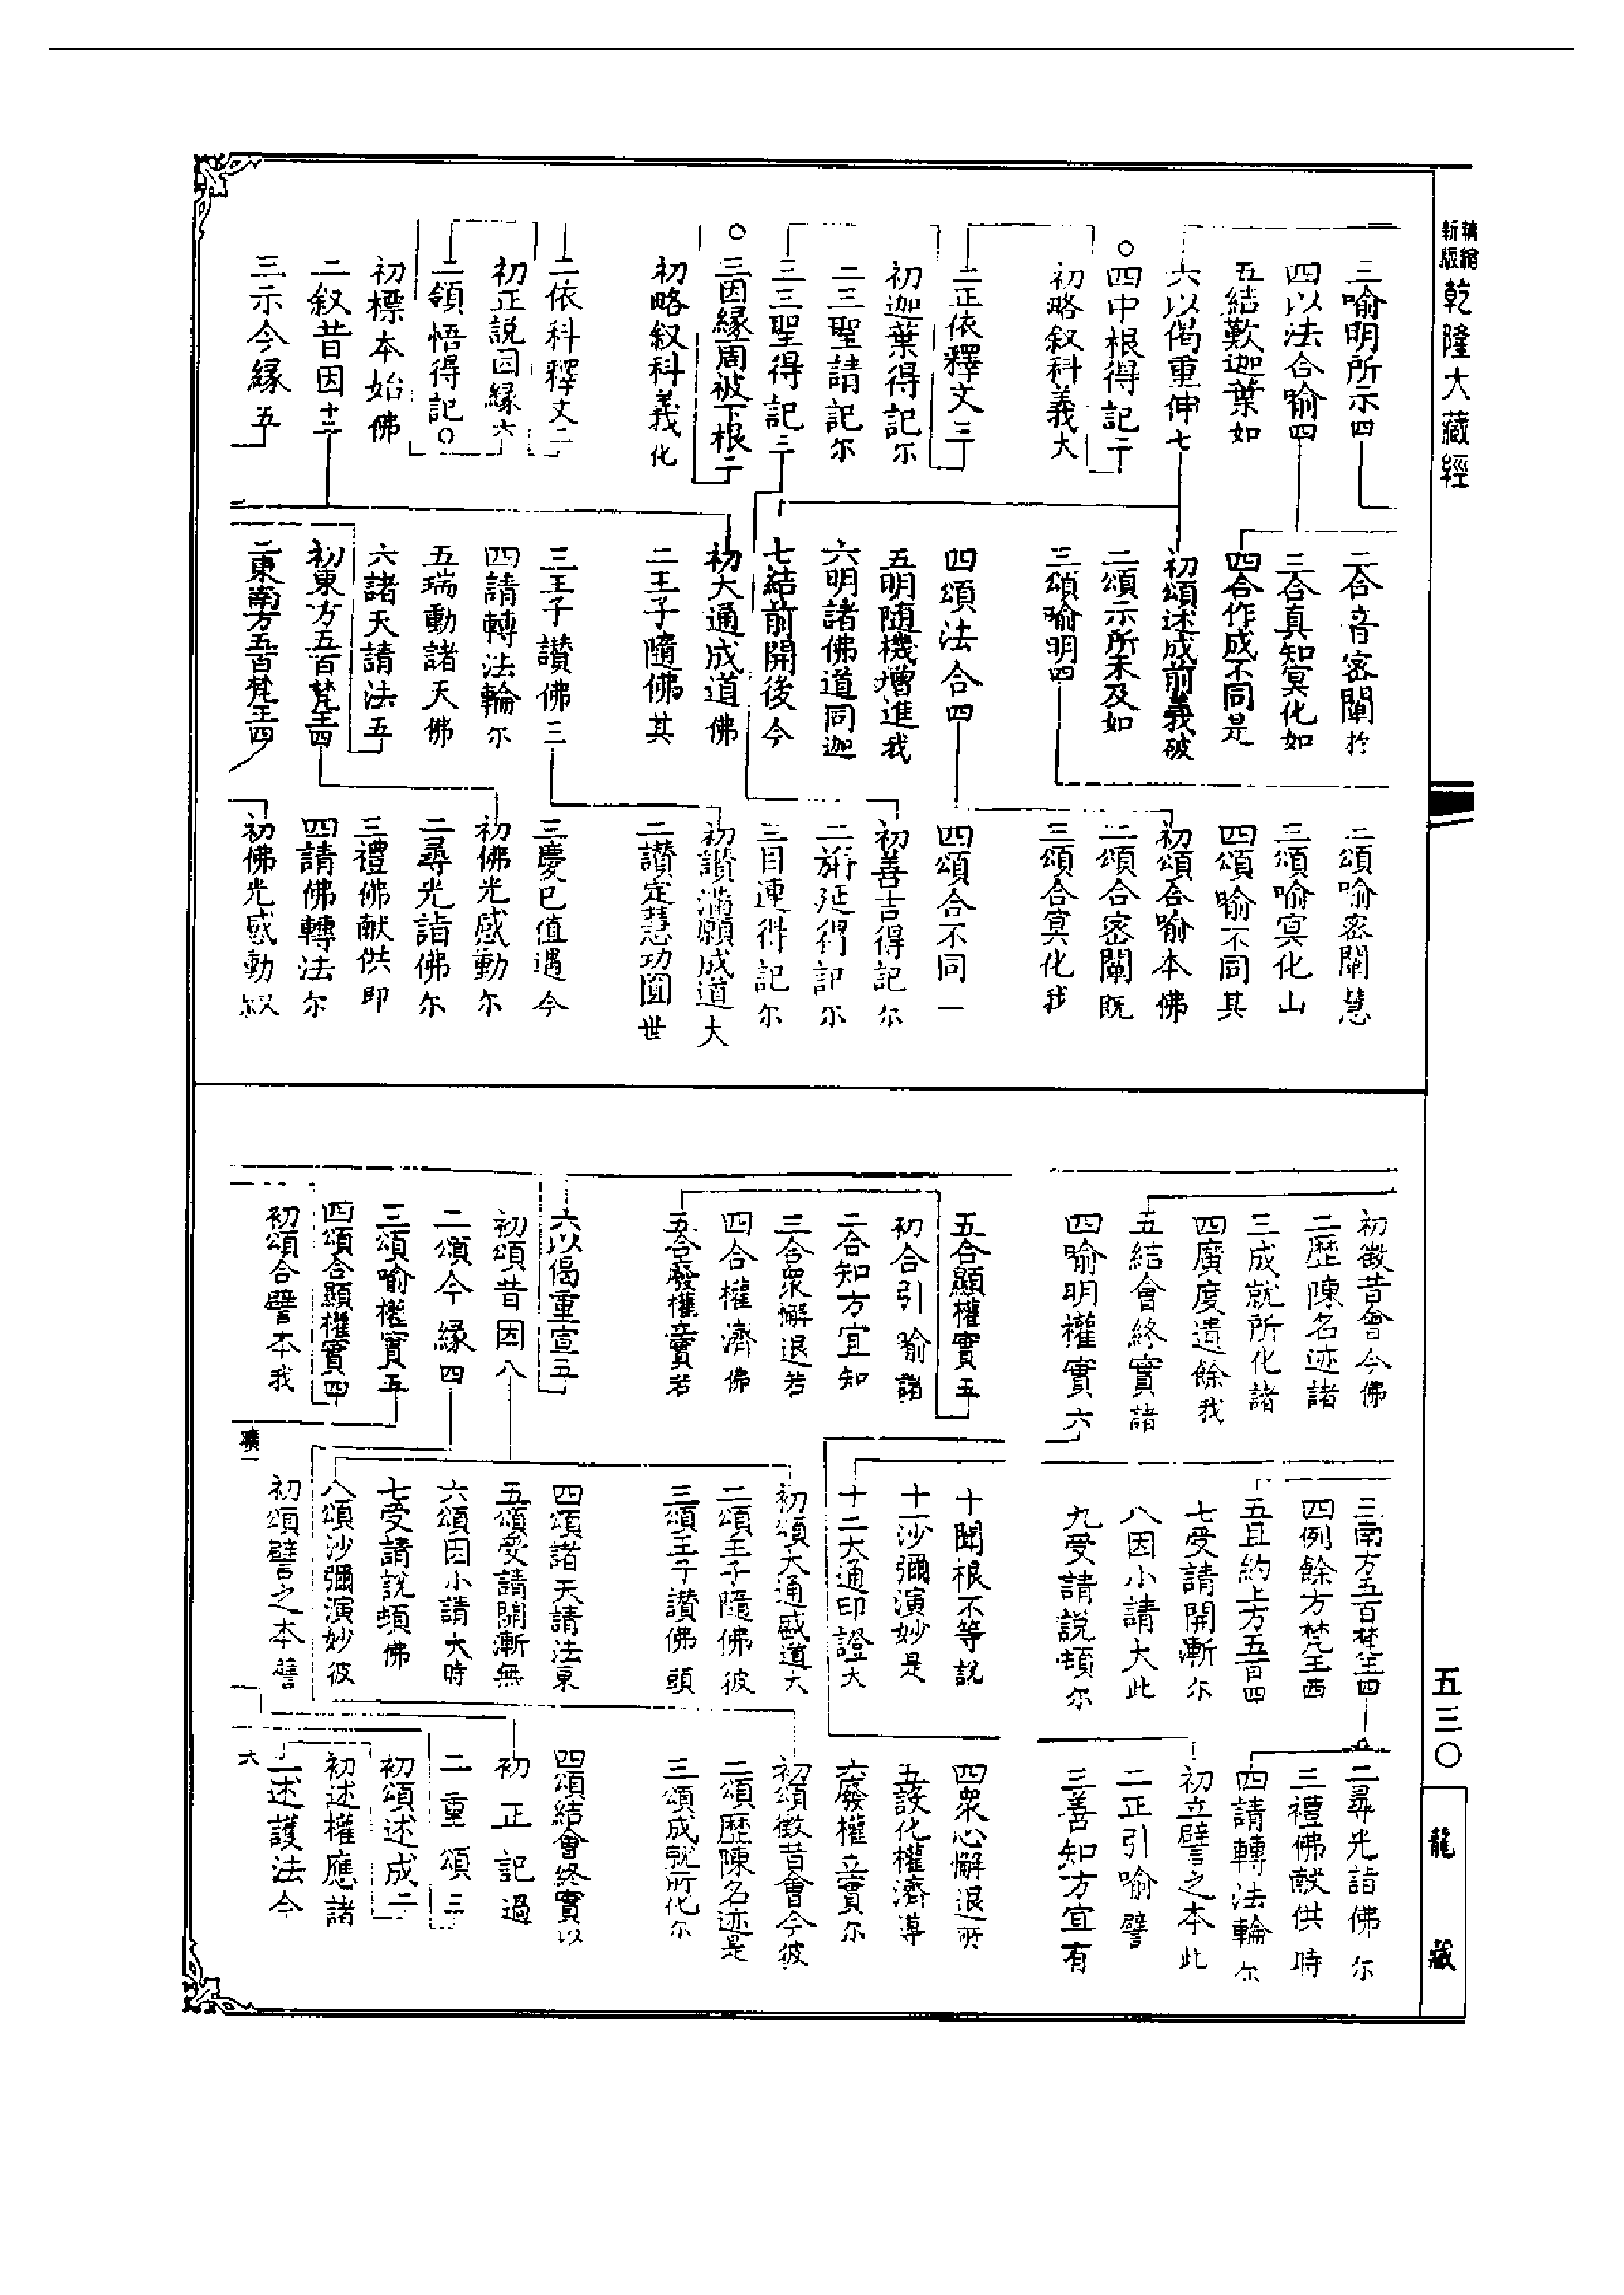 精縮
新版
乾隆大藏經
三喻明所示四
四以法合喻四
五結歎迦葉如
六以偈重伸七
○四中根得記二
初略叙科義大
二正依釋文三
初迦葉得記尔
二三聖請記尔
三三聖得記三
○三因緣周被下根二
初略叙科義化
二依科釋文二
初正說因緣六
二領悟得記○
初標本始佛
二叙昔因十二
三示今緣五
二合音密闡於
三合真知冥化如
四合作成不同是
初頌述成前義我破
二頌示所未及如
三頌喻明四
四頌法合四
五明隨機增進我
六明諸佛道同迦
七結前開後今
初大通成道佛
二王子隨佛其
三王子讚佛三
四請轉法輪尔
五瑞動諸天佛
六諸天請法五
初東方五百梵王四
二東南方五百梵王四
二頌喻密闡慧
三頌喻冥化山
四頌喻不同其
初頌合喻本佛
二頌合密闡既
三頌合冥化我
四頌合不同一
初善吉得記尔
二旃延得記尔
三目連得記尔
初讚滿願成道大
二讚定慧功圓世
三慶已值遇今
初佛光感動尔
二尋光詣佛尔
三禮佛献供即
四請佛轉法尔
初佛光感動叙
初徵昔會今佛
二歷陳名迹諸
三成就所化諸
四廣度遺餘我
五結會終實諸
四喻明權實六
五合顯權實五
初合引喻諸
二合知方宜知
三合衆懈退若
四合權濟佛
五合廢權立實若
六以偈重宣五
初頌昔因八
二頌今緣四
三頌喻權實五
四頌合顯權實四
初頌合譬本我
三南方五百梵王四
四例餘方梵王西
五且約上方五百四
七受請開漸尔
八因小請大此
九受請說頓尔
十聞根不等說
十一沙彌演妙是
十二大通印證大
初頌大通盛道大
二頌王子隨佛彼
三頌王子讚佛頭
四頌諸天請法東
五頌受請開漸無
六頌因小請大時
七受請說頓佛
八頌沙彌演妙彼
初頌譬之本譬
二尋光詣佛尔
三禮佛献供時
四請轉法輪尔
初立譬之本此
二正引喻譬
三善知方宜有
四衆心懈退所
五設化權濟導
六廢權立實尔
初頌徵昔會今彼
二頌歷陳名迹是
三頌成就所化尔
四頌結會終實以
初正記過
二重頌三
初頌述成二
初述權應諸
二述護法今
六
五三〇
龍藏